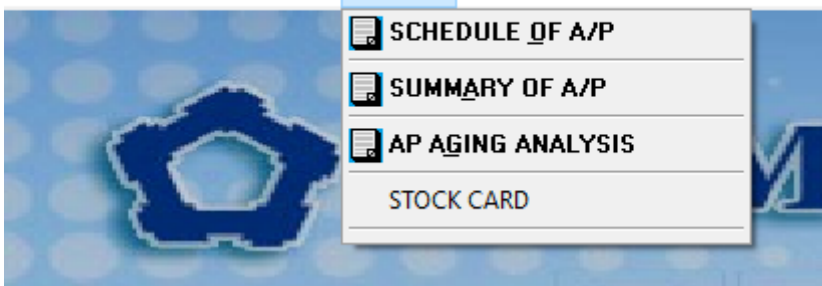 SCHEDULE OF A/P
SUMMARY OF A/P
AP AGING ANALYSIS
STOCK CARD
M